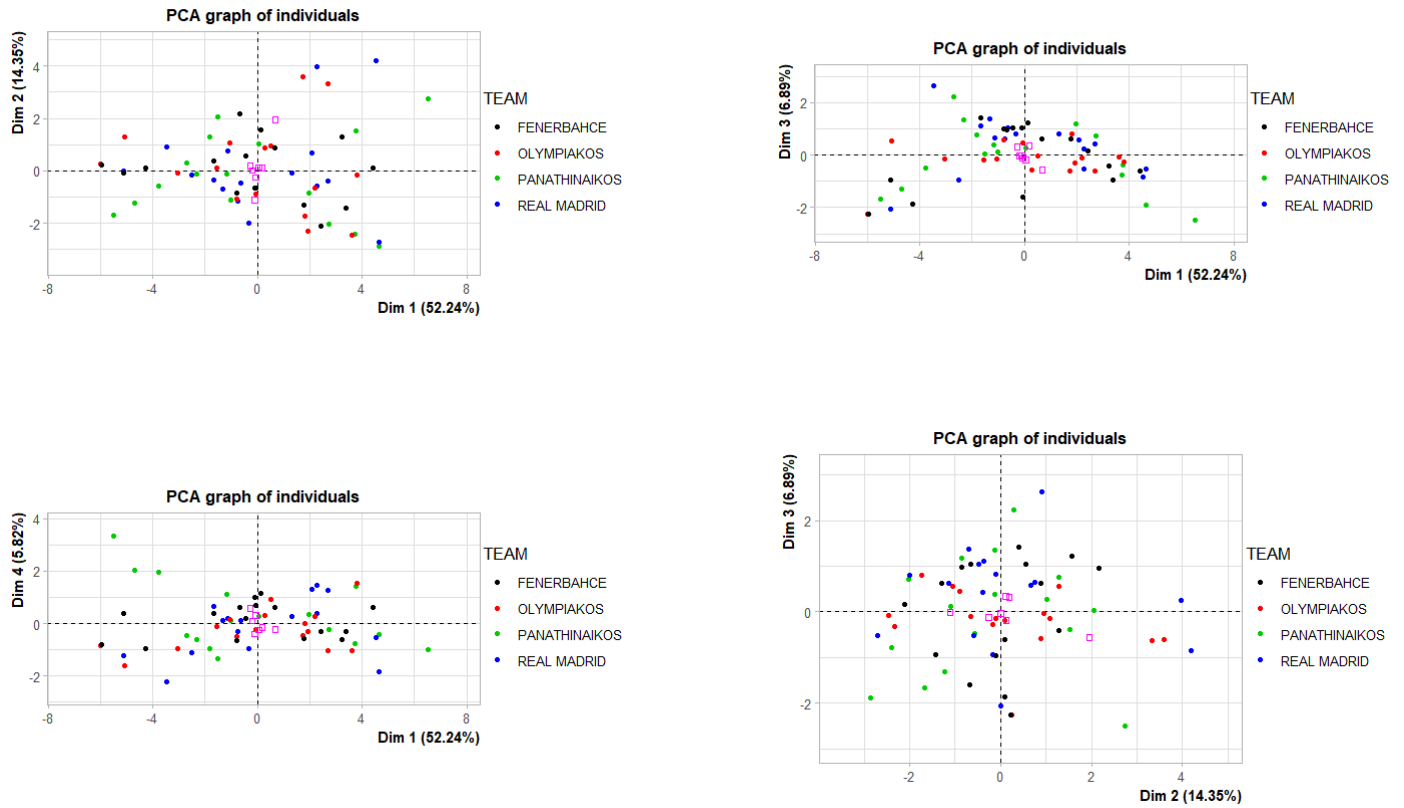 PCA graph of individuals
Dim 2 (14.35%)
4
2
0
-2
-8
-4
0
4
8
Dim 1 (52.24%)
TEAM
FENERBAHCE
OLYMPIAKOS
PANATHINAIKOS
REAL MADRID
PCA graph of individuals
Dim 3 (6.89%)
2
0
-2
-8
-4
0
4
8
Dim 1 (52.24%)
TEAM
FENERBAHCE
OLYMPIAKOS
PANATHINAIKOS
REAL MADRID
PCA graph of individuals
Dim 4 (5.82%)
4
2
0
-2
-8
-4
0
4
8
Dim 1 (52.24%)
TEAM
FENERBAHCE
OLYMPIAKOS
PANATHINAIKOS
REAL MADRID
PCA graph of individuals
Dim 3 (6.89%)
2
0
-2
-2
0
2
4
Dim 2 (14.35%)
TEAM
FENERBAHCE
OLYMPIAKOS
PANATHINAIKOS
REAL MADRID